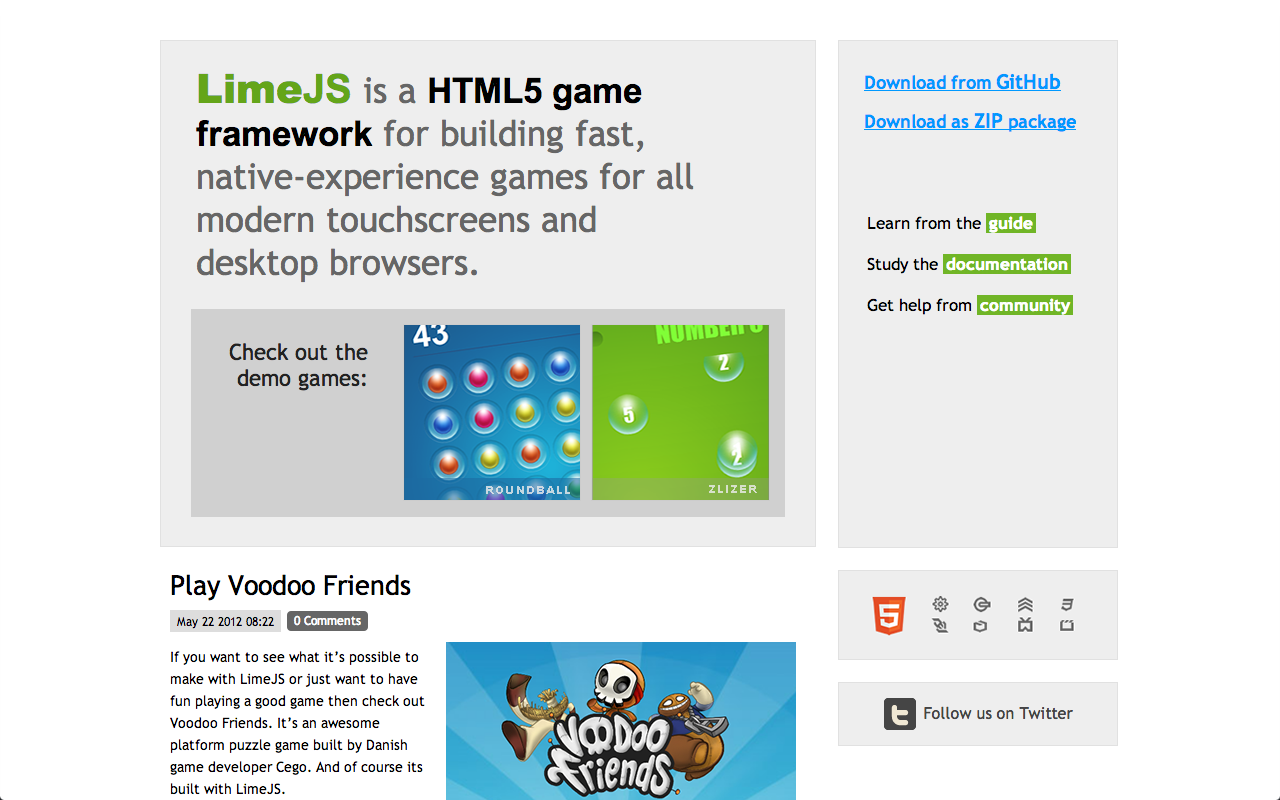 LimeJS is a HTML5 game
framework for building fast,
native-experience games for all
modern touchscreens and
desktop browsers.
Check out the
demo games:
43
ROUNDBALL
2
5
2
ZLIZER
Download from GitHub
Download as ZIP package
Learn from the guide
Study the documentation
Get help from community
Play Voodoo Friends
May 22 2012 08:22
0 Comments
If you want to see what it’s possible to
make with LimeJS or just want to have
fun playing a good game then check out
Voodoo Friends. It’s an awesome
platform puzzle game built by Danish
game developer Cego. And of course its
built with LimeJS.
VOODOO
Friends
5
Follow us on Twitter